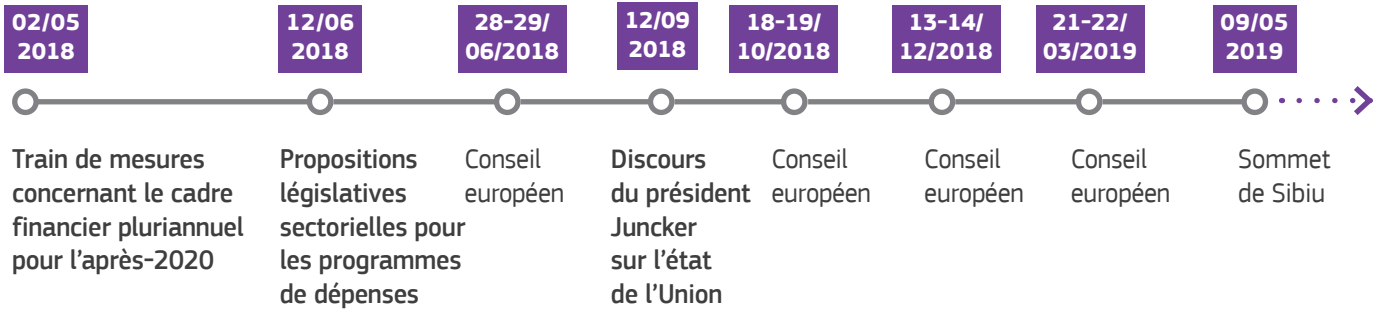 02/05
2018
12/06
2018
28-29/
06/2018
12/09
2018
18-19/
10/2018
13-14/
12/2018
21-22/
03/2019
09/05
2019
Train de mesures
concernant le cadre
financier pluriannuel
pour l'après-2020
Propositions
législatives
sectorielles pour
les programmes
de dépenses
Conseil
européen
Discours
du président
Juncker
sur l'état
de l'Union
Conseil
européen
Conseil
européen
Conseil
européen
Sommet
de Sibiu